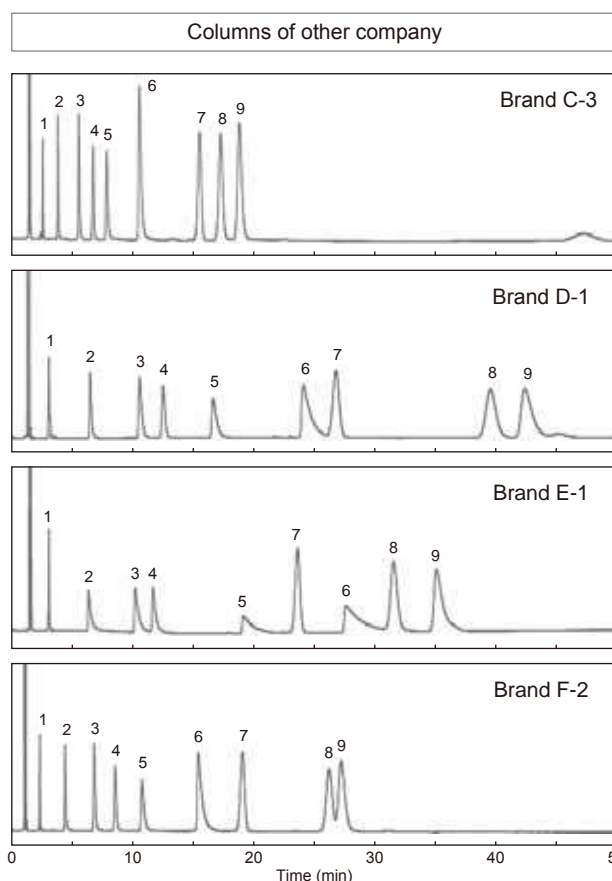 Columns of other company
Brand C-3
1 2 3 4 5 6 7 8 9
Brand D-1
1 2 3 4 5 6 7 8 9
Brand E-1
1 2 3 4 5 7 6 8 9
Brand F-2
1 2 3 4 5 6 7 8 9
0 10 20 30 40 5
Time (min)